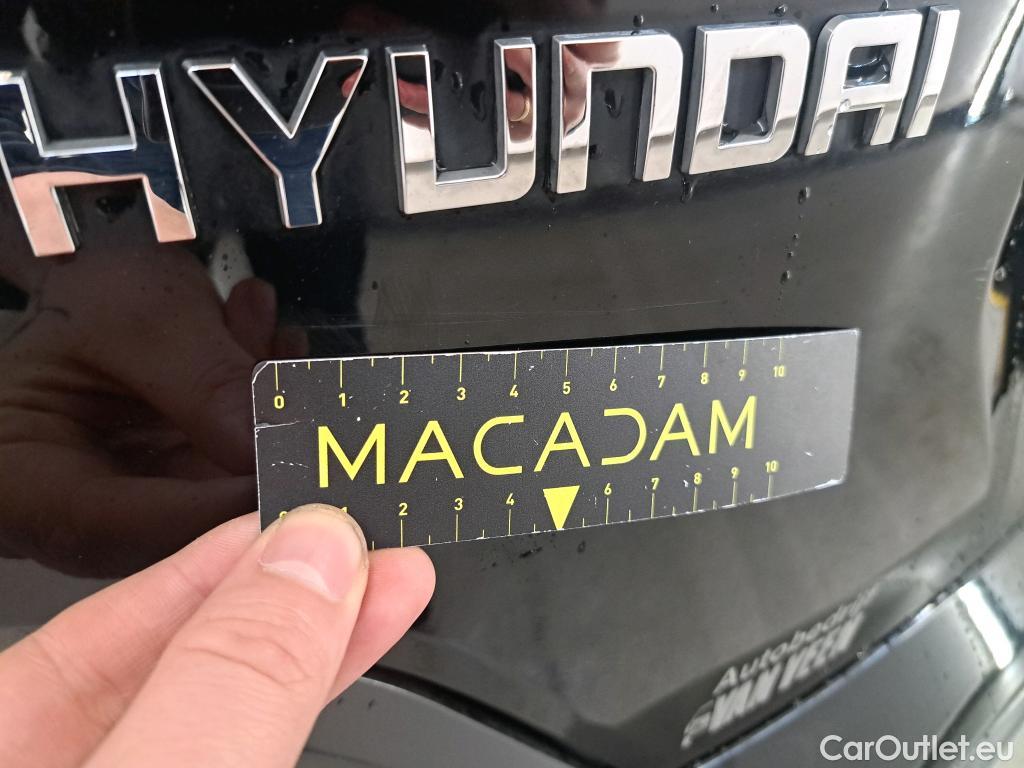 HYUNDAI
0 1 2 3 4 5 6 7 8 9 10
MACADAM
2 3 4 6 7 8 9 10
Autobedrijf
VAN VEEN
CarOutlet.eu